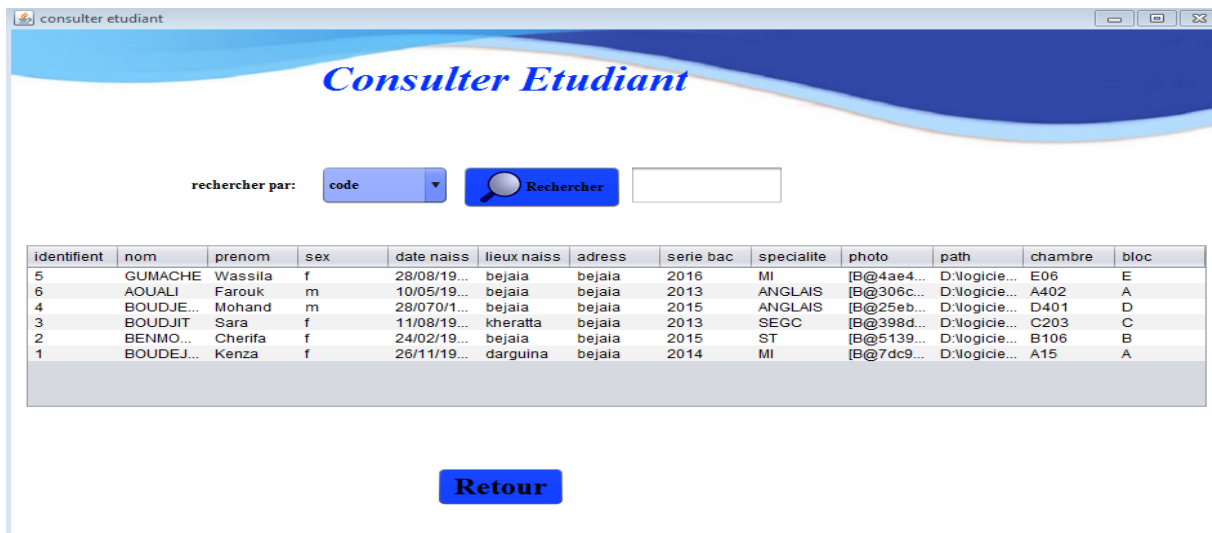 consulter etudiant
Consulter Etudiant
rechercher par: code Rechercher
identifient nom prenom sex date naiss lieux naiss adress serie bac specialite photo path chambre bloc
5 GUMACHE Wassila f 28/08/19... bejaia bejaia 2016 MI [B@4ae4... D:\logicie... E06 E
6 AOUALI Farouk m 10/05/19... bejaia bejaia 2013 ANGLAIS [B@306c... D:\logicie... A402 A
4 BOUDJE... Mohand m 28/070/1... bejaia bejaia 2015 ANGLAIS [B@25eb... D:\logicie... D401 D
3 BOUDJIT Sara f 11/08/19... kheratta bejaia 2013 SEGC [B@398d... D:\logicie... C203 C
2 BENMO... Cherifa f 24/02/19... bejaia bejaia 2015 ST [B@5139... D:\logicie... B106 B
1 BOUDEJ... Kenza f 26/11/19... darguina bejaia 2014 MI [B@7dc9... D:\logicie... A15 A
Retour